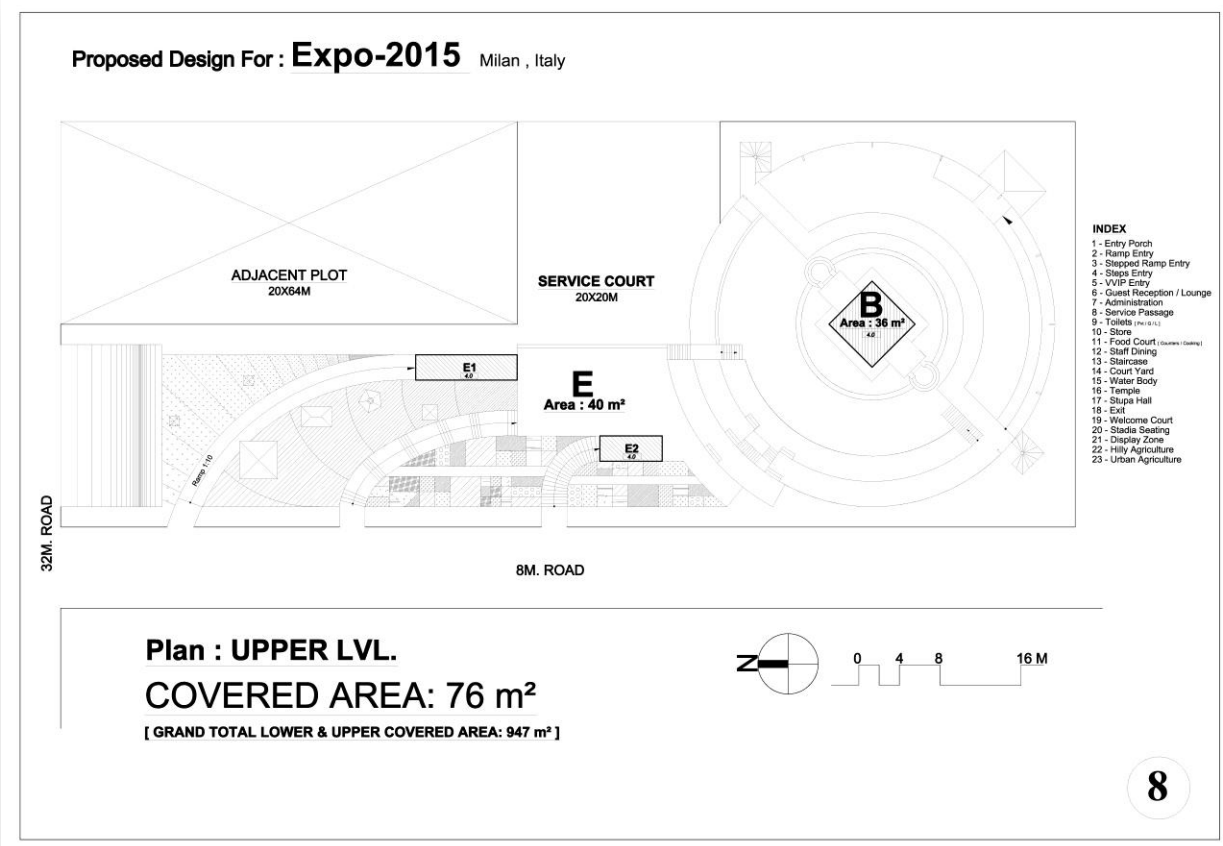 Proposed Design For : Expo-2015 Milan , Italy
ADJACENT PLOT
20X64M
SERVICE COURT
20X20M
B
Area : 36 m²
4.0
E1
4.0
E
Area : 40 m²
E2
4.0
Ramp 1:10
32M. ROAD
8M. ROAD
INDEX
1 - Entry Porch
2 - Ramp Entry
3 - Stepped Ramp Entry
4 - Steps Entry
5 - VVIP Entry
6 - Guest Reception / Lounge
7 - Administration
8 - Service Passage
9 - Toilets
10 - Store
11 - Food Court [ Counters / Cooking ]
12 - Staff Dining
13 - Staircase
14 - Court Yard
15 - Water Body
16 - Temple
17 - Stupa Hall
18 - Exit
19 - Welcome Court
20 - Stadia Seating
21 - Display Zone
22 - Hilly Agriculture
23 - Urban Agriculture
Plan : UPPER LVL.
COVERED AREA: 76 m²
[ GRAND TOTAL LOWER & UPPER COVERED AREA: 947 m² ]
N
0 4 8 16 M
8